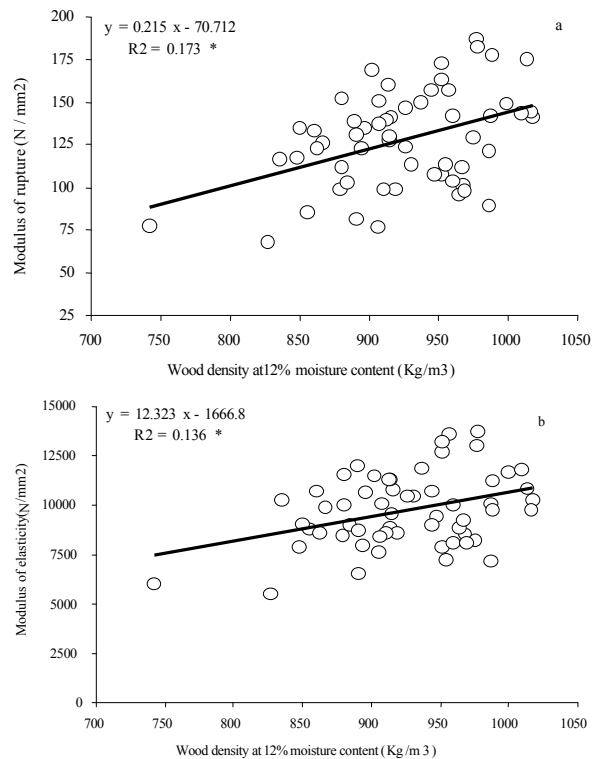 y = 0.215 x - 70.712
R2 = 0.173 *
a
200
175
150
125
100
75
50
25
Modulus of rupture (N / mm2)
700 750 800 850 900 950 1000 1050
Wood density at12% moisture content (Kg/m3)
y = 12.323 x - 1666.8
R2 = 0.136 *
b
15000
12500
10000
7500
5000
2500
0
Modulus of elasticity(N/mm2)
700 750 800 850 900 950 1000 1050
Wood density at 12% moisture content (Kg/m 3)